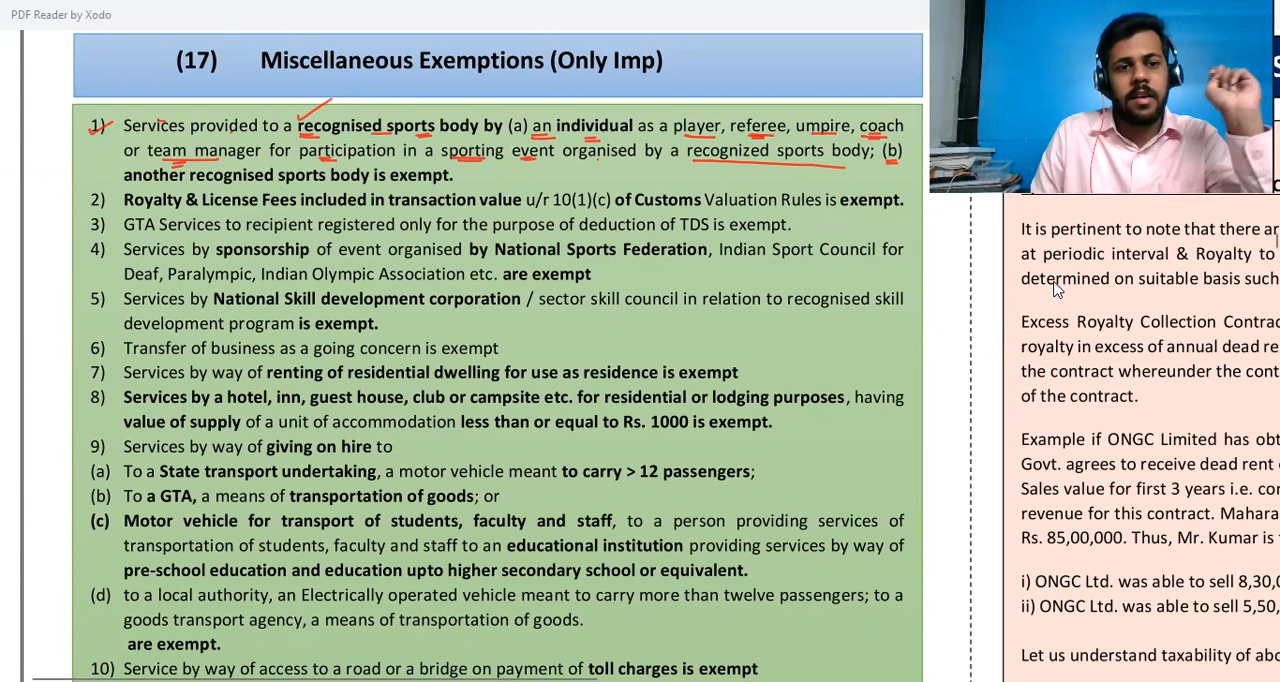 PDF Reader by Xodo
(17) Miscellaneous Exemptions (Only Imp)
1) Services provided to a recognised sports body by (a) an individual as a player, referee, umpire, coach
or team manager for participation in a sporting event organised by a recognized sports body; (b)
another recognised sports body is exempt.
2) Royalty & License Fees included in transaction value u/r 10(1)(c) of Customs Valuation Rules is exempt.
3) GTA Services to recipient registered only for the purpose of deduction of TDS is exempt.
4) Services by sponsorship of event organised by National Sports Federation, Indian Sport Council for
Deaf, Paralympic, Indian Olympic Association etc. are exempt
5) Services by National Skill development corporation / sector skill council in relation to recognised skill
development program is exempt.
6) Transfer of business as a going concern is exempt
7) Services by way of renting of residential dwelling for use as residence is exempt
8) Services by a hotel, inn, guest house, club or campsite etc. for residential or lodging purposes, having
value of supply of a unit of accommodation less than or equal to Rs. 1000 is exempt.
9) Services by way of giving on hire to
(a) To a State transport undertaking, a motor vehicle meant to carry > 12 passengers;
(b) To a GTA, a means of transportation of goods; or
(c) Motor vehicle for transport of students, faculty and staff, to a person providing services of
transportation of students, faculty and staff to an educational institution providing services by way of
pre-school education and education upto higher secondary school or equivalent.
(d) to a local authority, an Electrically operated vehicle meant to carry more than twelve passengers; to a
goods transport agency, a means of transportation of goods.
are exempt.
10) Service by way of access to a road or a bridge on payment of toll charges is exempt
It is pertinent to note that there
at periodic interval & Royalty to
determined on suitable basis such
Excess Royalty Collection
royalty in excess of annual dead
the contract whereunder the
of the contract.
Example if ONGC Limited has
Govt. agrees to receive dead rent
Sales value for first 3 years i.e.
revenue for this contract.
Rs. 85,00,000. Thus, Mr. Kumar is
i) ONGC Ltd. was able to sell 8,30,
ii) ONGC Ltd. was able to sell 5,50,
Let us understand taxability of